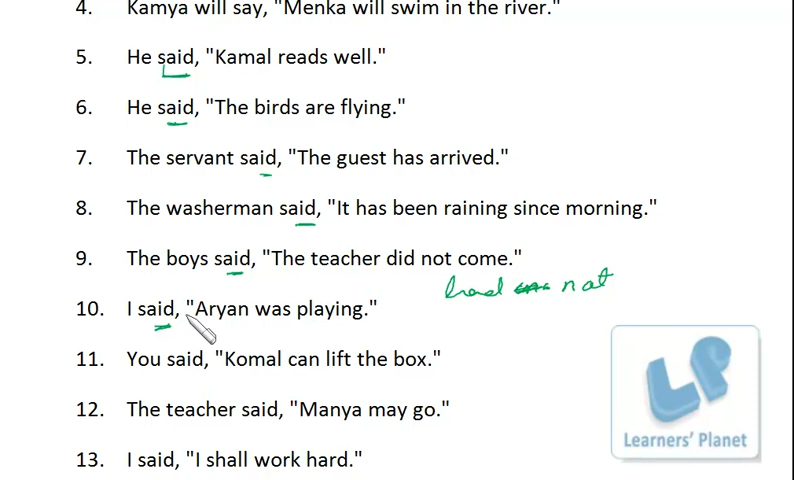 4. Kamya will say, "Menka will swim in the river."
5. He said, "Kamal reads well."
6. He said, "The birds are flying."
7. The servant said, "The guest has arrived."
8. The washerman said, "It has been raining since morning."
9. The boys said, "The teacher did not come."
had not
10. I said, "Aryan was playing."
11. You said, "Komal can lift the box."
12. The teacher said, "Manya may go."
13. I said, "I shall work hard."
LP
Learners' Planet